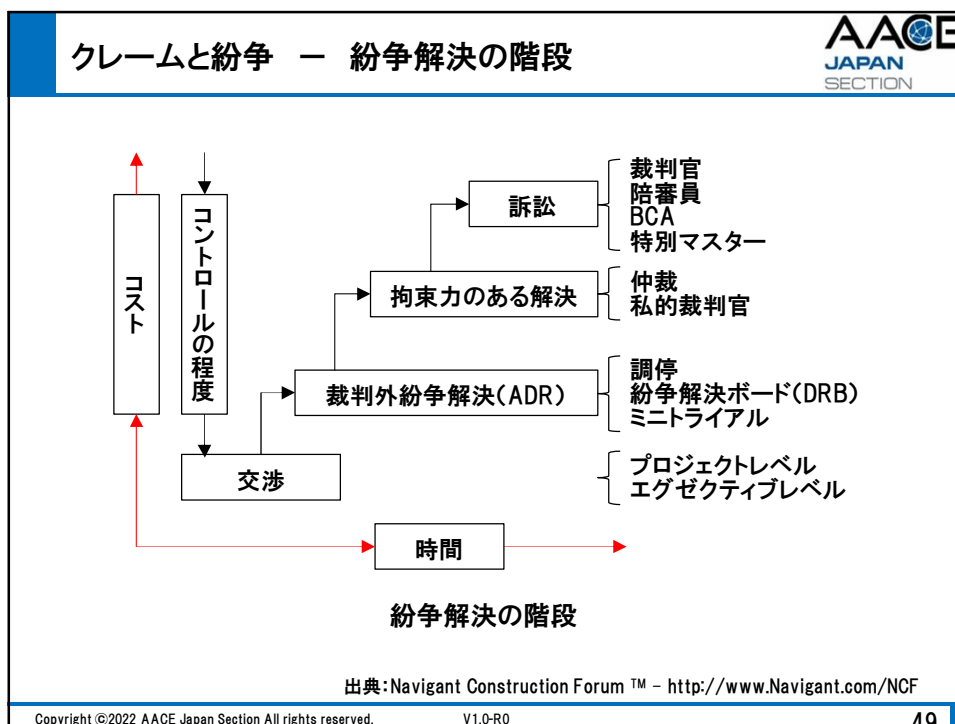 クレームと紛争 － 紛争解決の階段
AACE
JAPAN
SECTION
コスト
コントロールの程度
訴訟
裁判官
陪審員
BCA
特別マスター
拘束力のある解決
仲裁
私的裁判官
裁判外紛争解決(ADR)
調停
紛争解決ボード(DRB)
ミニトライアル
交渉
プロジェクトレベル
エグゼクティブレベル
時間
紛争解決の階段
出典：Navigant Construction Forum ™ – http://www.Navigant.com/NCF
Copyright ©2022 AACE Japan Section All rights reserved.
V1.0-R0
49